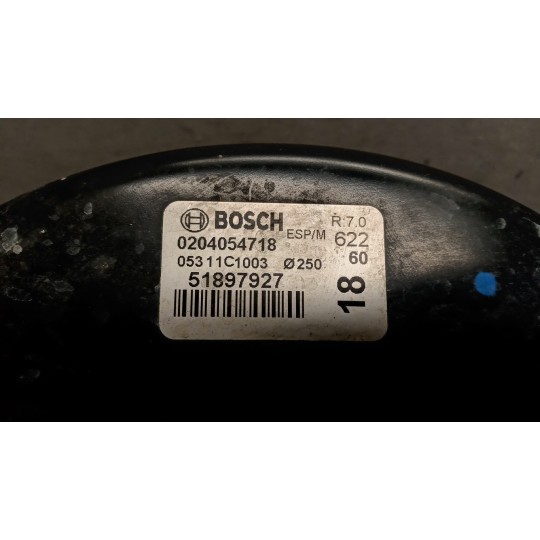 BOSCH R:7.0
0204054718 ESP/M 622
05311C1003 Ø250 60
51897927
18